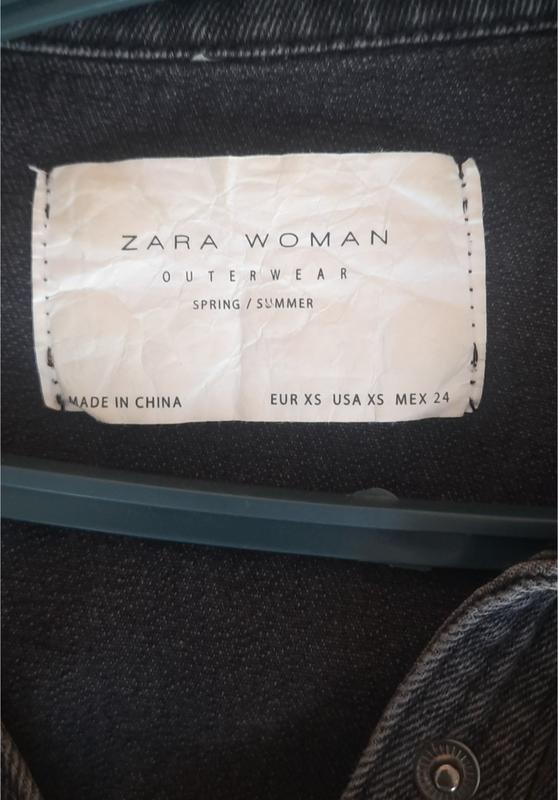 ZARA WOMAN
OUTERWEAR
SPRING / SUMMER
MADE IN CHINA EUR XS USA XS MEX 24